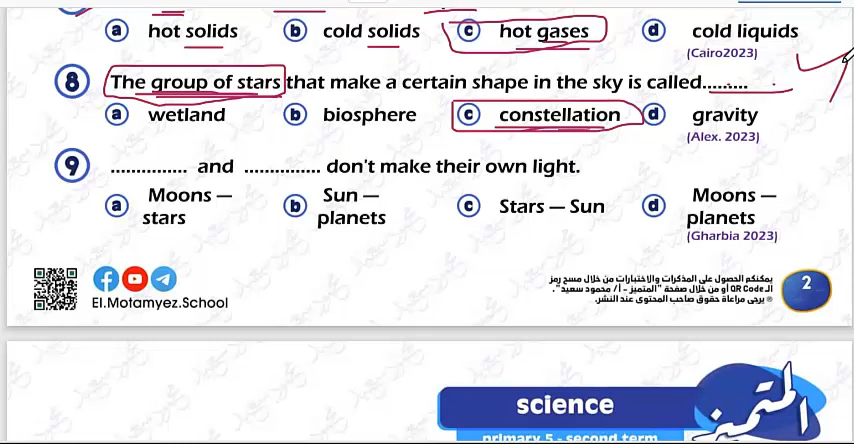 a hot solids b cold solids c hot gases d cold liquids
(Cairo2023)
8 The group of stars that make a certain shape in the sky is called.........
a wetland b biosphere c constellation d gravity
(Alex. 2023)
9 ............... and ............... don't make their own light.
a Moons — stars b Sun — planets c Stars — Sun d Moons — planets
(Gharbia 2023)
El.Motamyez.School
يمكنكم الحصول على المذكرات والاختبارات من خلال مسح رمز
الـ QR Code أو من خلال صفحة "المتميز - أ/ محمود سعيد".
※ يرجى مراعاة حقوق صاحب المحتوى عند النشر.
2
science
المتميز
primary 5 - second term